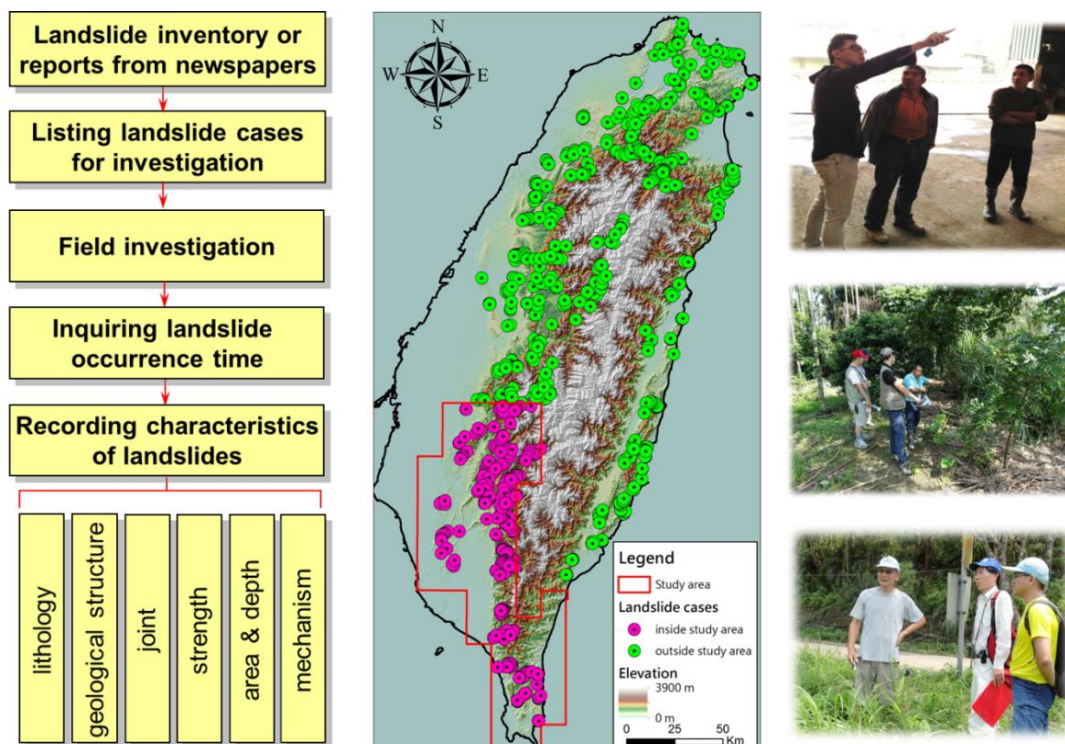 Landslide inventory or
reports from newspapers
Listing landslide cases
for investigation
Field investigation
Inquiring landslide
occurrence time
Recording characteristics
of landslides
lithology
geological structure
joint
strength
area & depth
mechanism
N
W
E
S
Legend
Study area
Landslide cases
inside study area
outside study area
Elevation
3900 m
0 m
0 25 50
Km